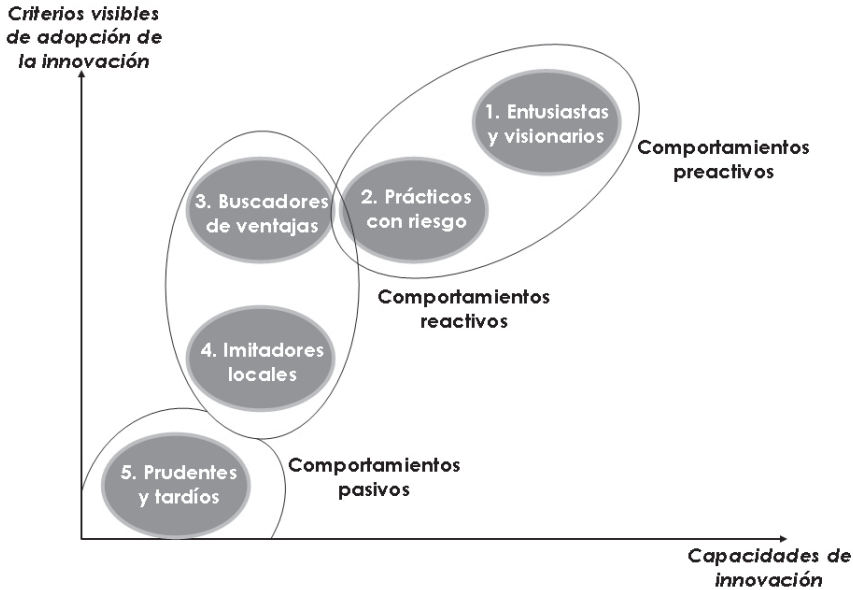 Criterios visibles
de adopción de
la innovación
1. Entusiastas
y visionarios
Comportamientos
preactivos
3. Buscadores
de ventajas
2. Prácticos
con riesgo
Comportamientos
reactivos
4. Imitadores
locales
Comportamientos
pasivos
5. Prudentes
y tardíos
Capacidades de
innovación